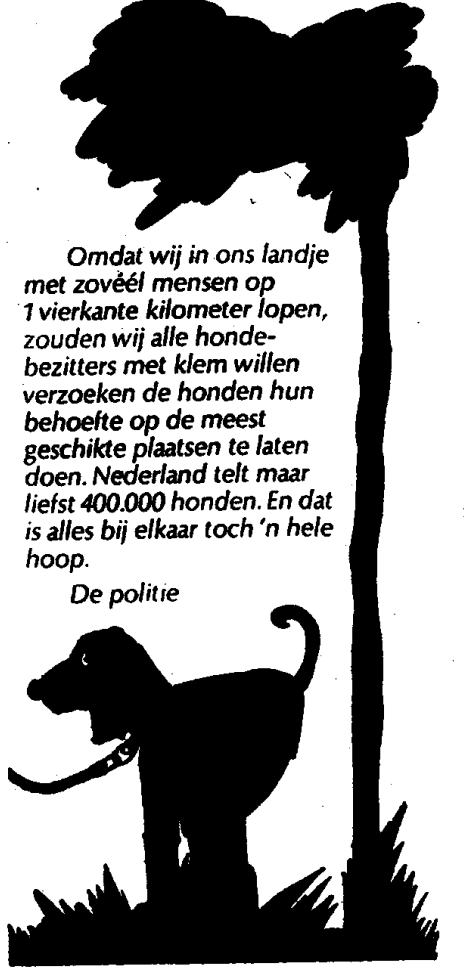 Omdat wij in ons landje
met zovéél mensen op
1 vierkante kilometer lopen,
zouden wij alle honde-
bezitters met klem willen
verzoeken de honden hun
behoefte op de meest
geschikte plaatsen te laten
doen. Nederland telt maar
liefst 400.000 honden. En dat
is alles bij elkaar toch 'n hele
hoop.
De politie